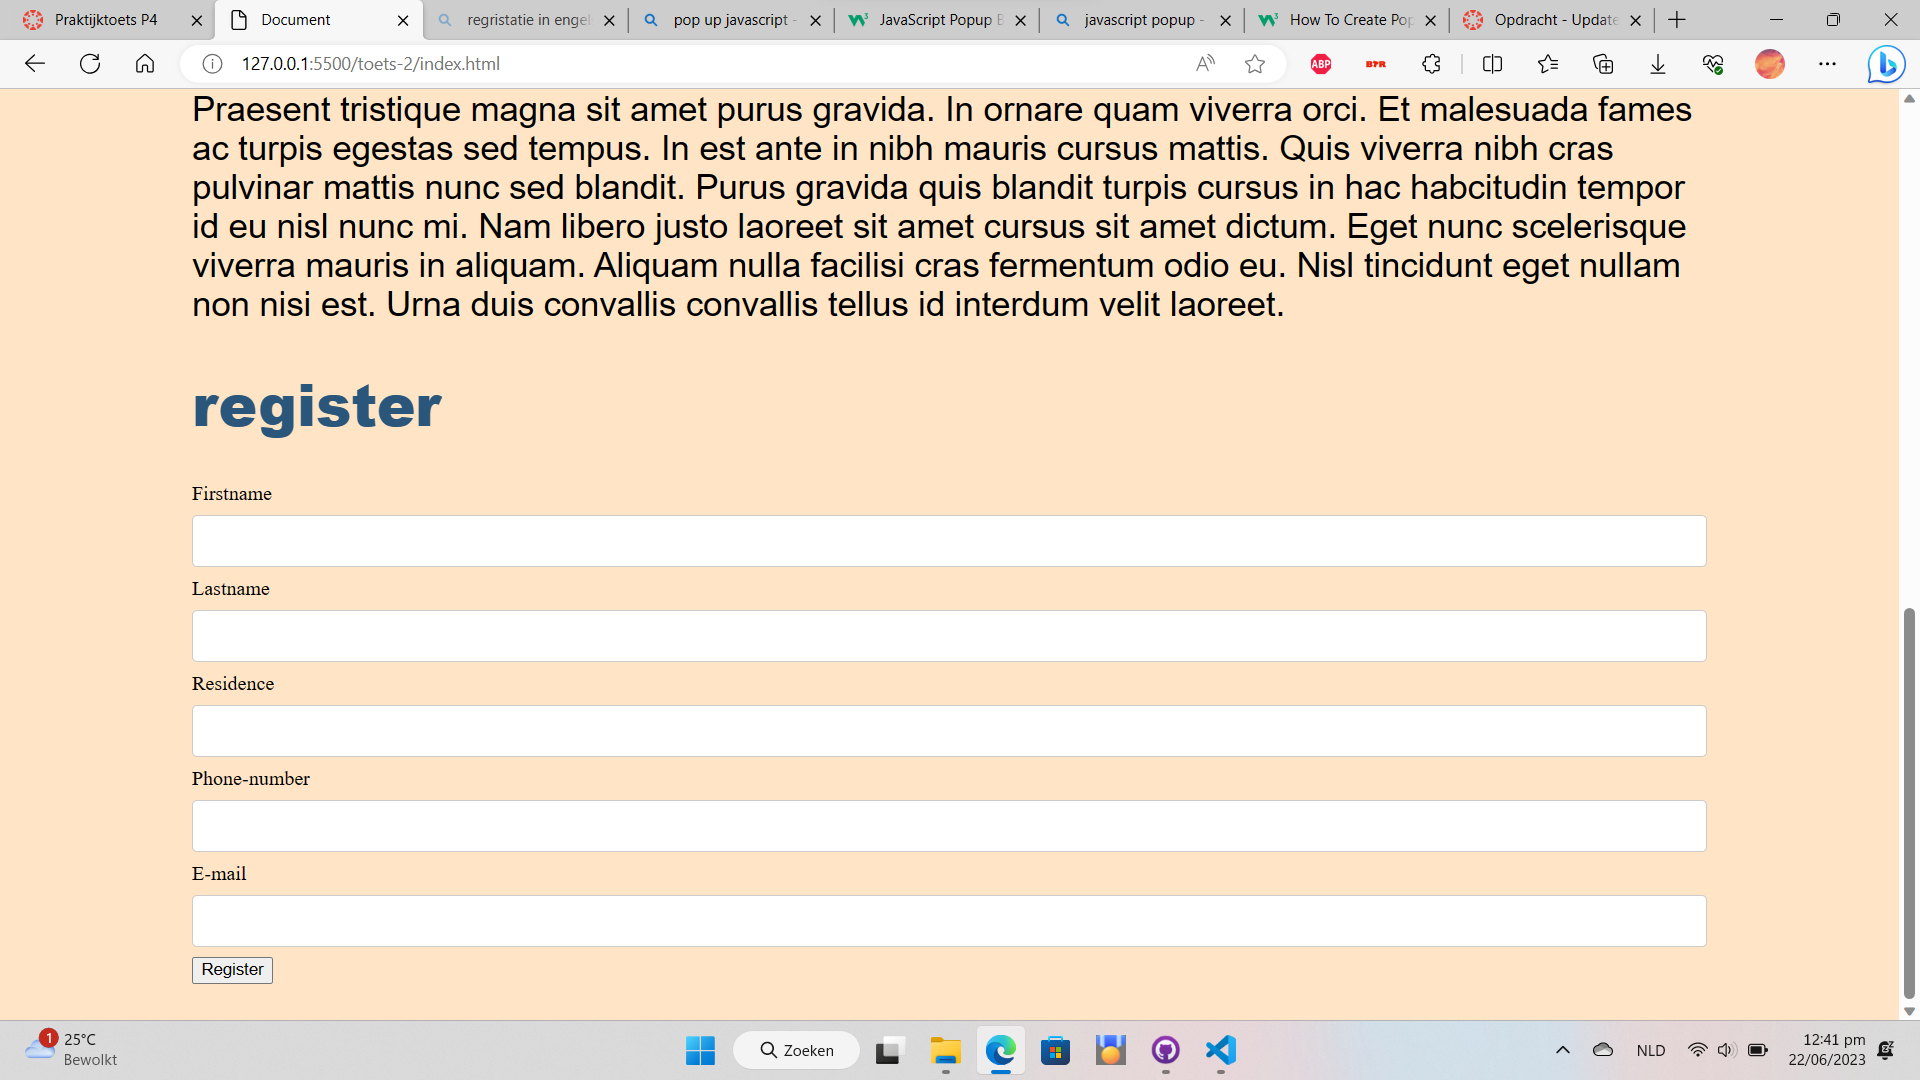 Praktijktoets P4
Document
regristatie in engel
pop up javascript -
JavaScript Popup B
javascript popup -
How To Create Pop
Opdracht - Update
127.0.0.1:5500/toets-2/index.html
ABP
Praesent tristique magna sit amet purus gravida. In ornare quam viverra orci. Et malesuada fames
ac turpis egestas sed tempus. In est ante in nibh mauris cursus mattis. Quis viverra nibh cras
pulvinar mattis nunc sed blandit. Purus gravida quis blandit turpis cursus in hac habcitudin tempor
id eu nisl nunc mi. Nam libero justo laoreet sit amet cursus sit amet dictum. Eget nunc scelerisque
viverra mauris in aliquam. Aliquam nulla facilisi cras fermentum odio eu. Nisl tincidunt eget nullam
non nisi est. Urna duis convallis convallis tellus id interdum velit laoreet.
register
Firstname
Lastname
Residence
Phone-number
E-mail
Register
1
25°C
Bewolkt
Zoeken
NLD
12:41 pm
22/06/2023